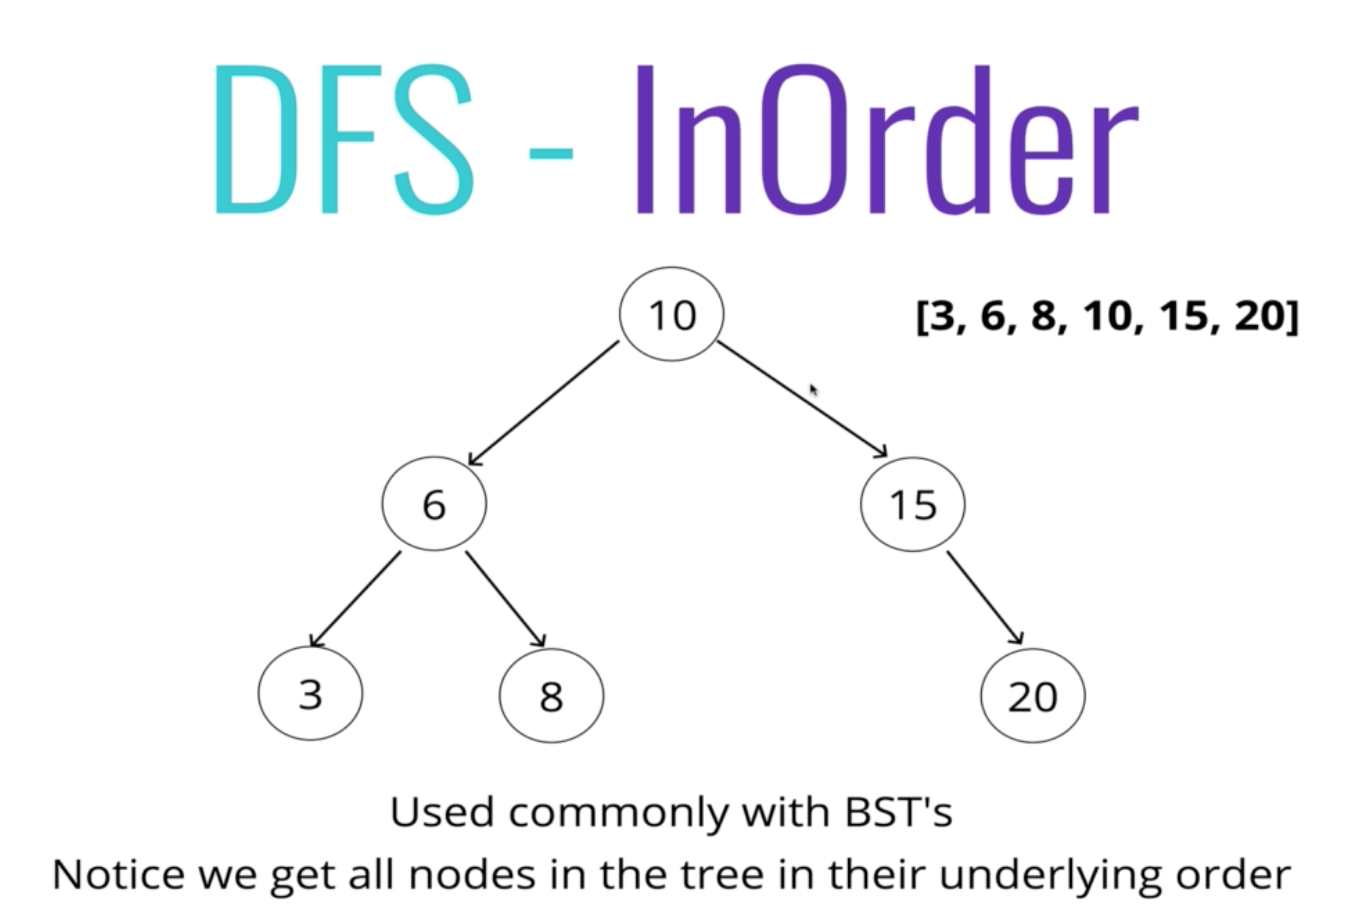 DFS - InOrder
10
[3, 6, 8, 10, 15, 20]
6
15
3
8
20
Used commonly with BST's
Notice we get all nodes in the tree in their underlying order